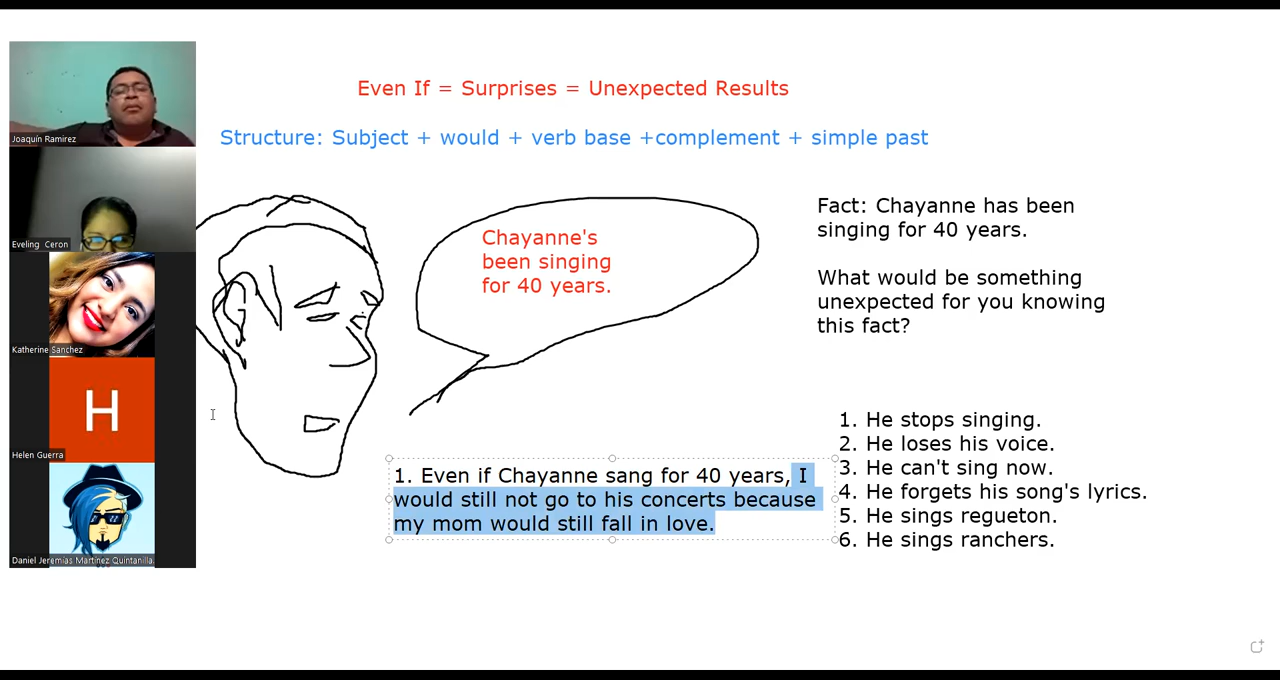 Even If = Surprises = Unexpected Results
Structure: Subject + would + verb base +complement + simple past
Joaquín Ramírez
Eveling Ceron
Katherine Sanchez
H
Helen Guerra
Daniel Jeremías Martínez Quintanilla
Chayanne's
been singing
for 40 years.
Fact: Chayanne has been
singing for 40 years.
What would be something
unexpected for you knowing
this fact?
1. Even if Chayanne sang for 40 years, I
would still not go to his concerts because
my mom would still fall in love.
1. He stops singing.
2. He loses his voice.
3. He can't sing now.
4. He forgets his song's lyrics.
5. He sings regueton.
6. He sings ranchers.